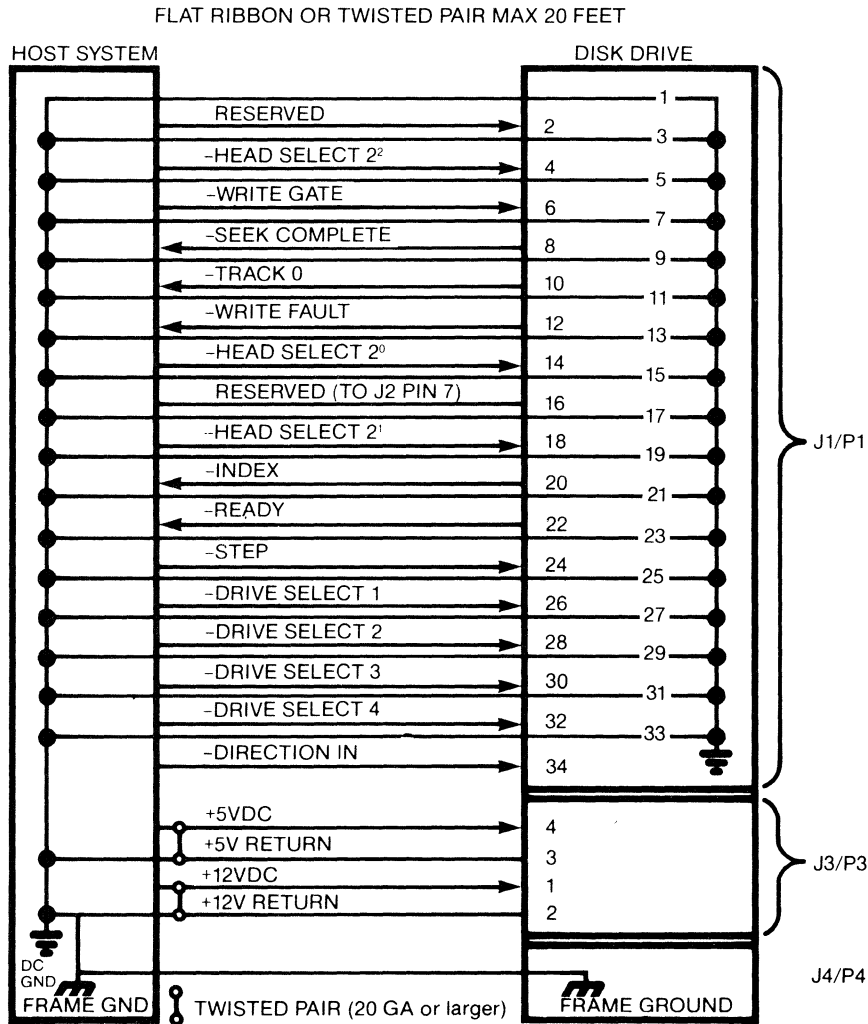 FLAT RIBBON OR TWISTED PAIR MAX 20 FEET
HOST SYSTEM DISK DRIVE
1
RESERVED 2
3
-HEAD SELECT 2² 4
5
-WRITE GATE 6
7
-SEEK COMPLETE 8
9
-TRACK 0 10
11
-WRITE FAULT 12
13
-HEAD SELECT 2⁰ 14
15
RESERVED (TO J2 PIN 7) 16
17
-HEAD SELECT 2¹ 18
J1/P1
19
-INDEX 20
21
-READY 22
23
-STEP 24
25
-DRIVE SELECT 1 26
27
-DRIVE SELECT 2 28
29
-DRIVE SELECT 3 30
31
-DRIVE SELECT 4 32
33
-DIRECTION IN 34
+5VDC 4
+5V RETURN 3
J3/P3
+12VDC 1
+12V RETURN 2
DC
GND
J4/P4
FRAME GND TWISTED PAIR (20 GA or larger) FRAME GROUND